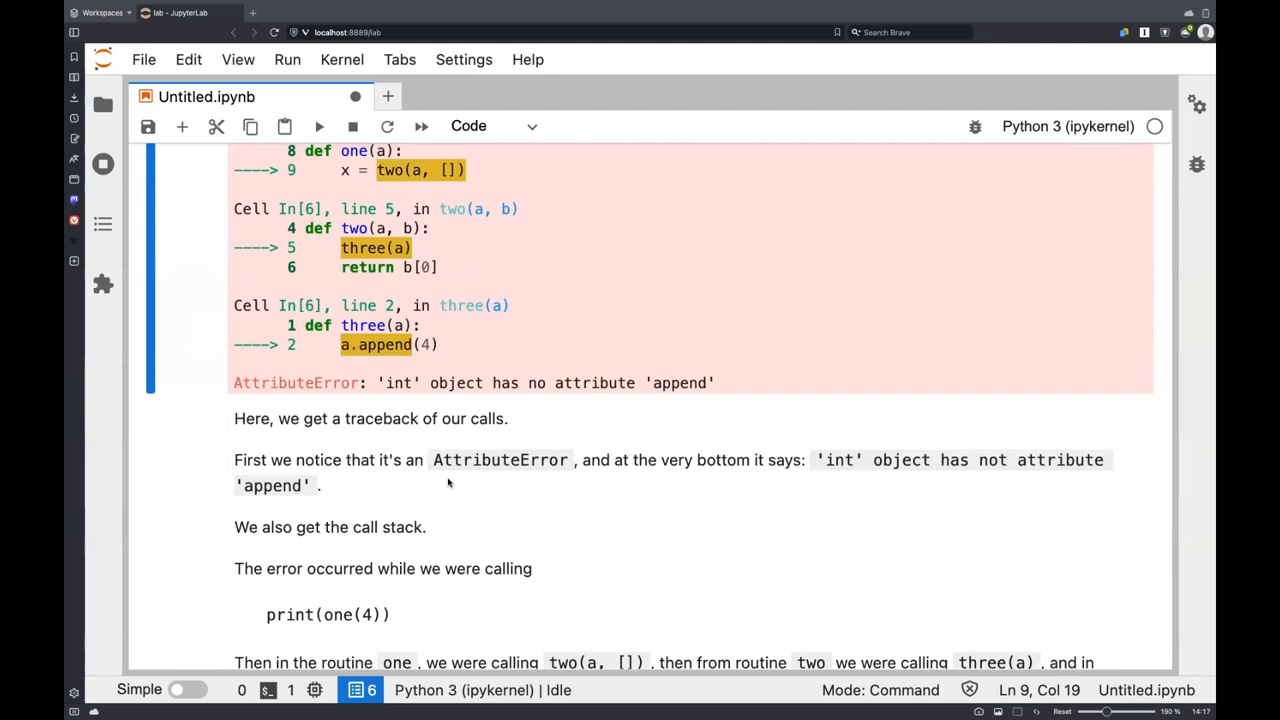 Workspaces
lab - JupyterLab
localhost:8889/lab
Search Brave
File Edit View Run Kernel Tabs Settings Help
Untitled.ipynb
Code
Python 3 (ipykernel)
8 def one(a):
----> 9 x = two(a, [])
Cell In[6], line 5, in two(a, b)
4 def two(a, b):
----> 5 three(a)
6 return b[0]
Cell In[6], line 2, in three(a)
1 def three(a):
----> 2 a.append(4)
AttributeError: 'int' object has no attribute 'append'
Here, we get a traceback of our calls.
First we notice that it's an AttributeError, and at the very bottom it says: 'int' object has not attribute
'append'.
We also get the call stack.
The error occurred while we were calling
print(one(4))
Then in the routine one, we were calling two(a, []), then from routine two we were calling three(a), and in
Simple 0 1 6 Python 3 (ipykernel) | Idle Mode: Command Ln 9, Col 19 Untitled.ipynb
Reset 190 % 14:17